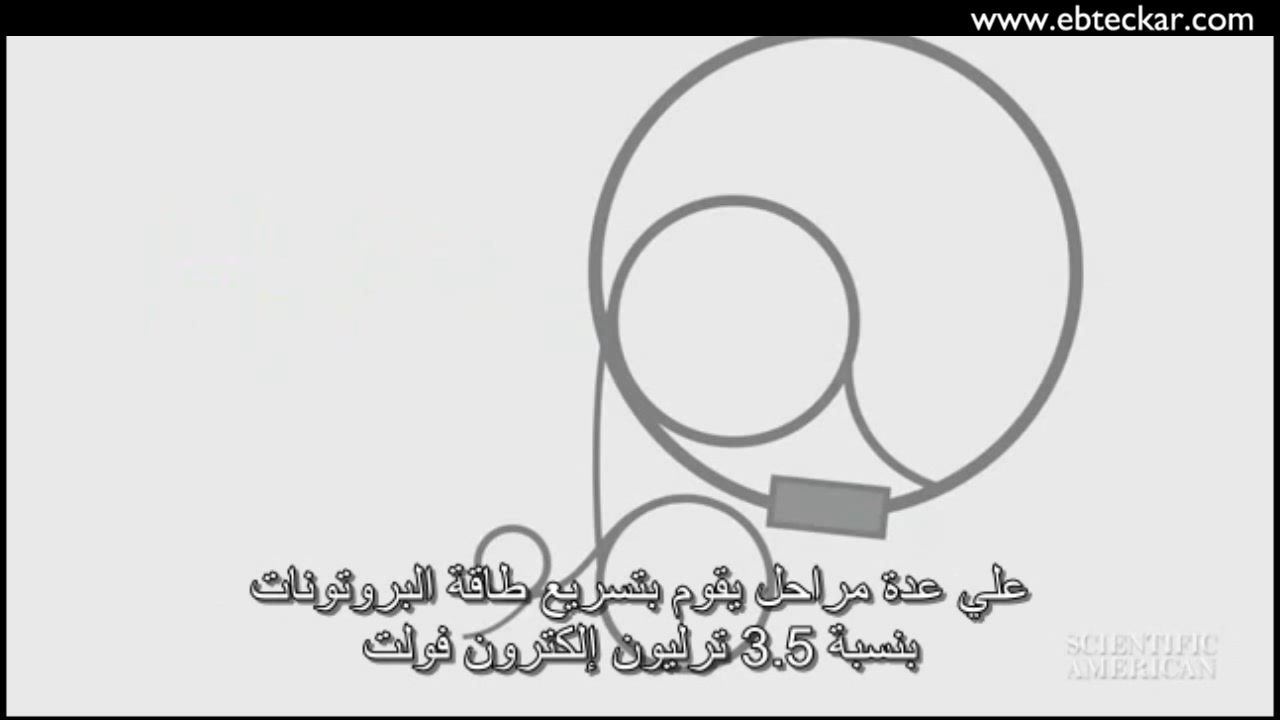 www.ebteckar.com
علي عدة مراحل يقوم بتسريع طاقة البروتونات
بنسبة 3.5 ترليون إلكترون فولت
SCIENTIFIC
AMERICAN